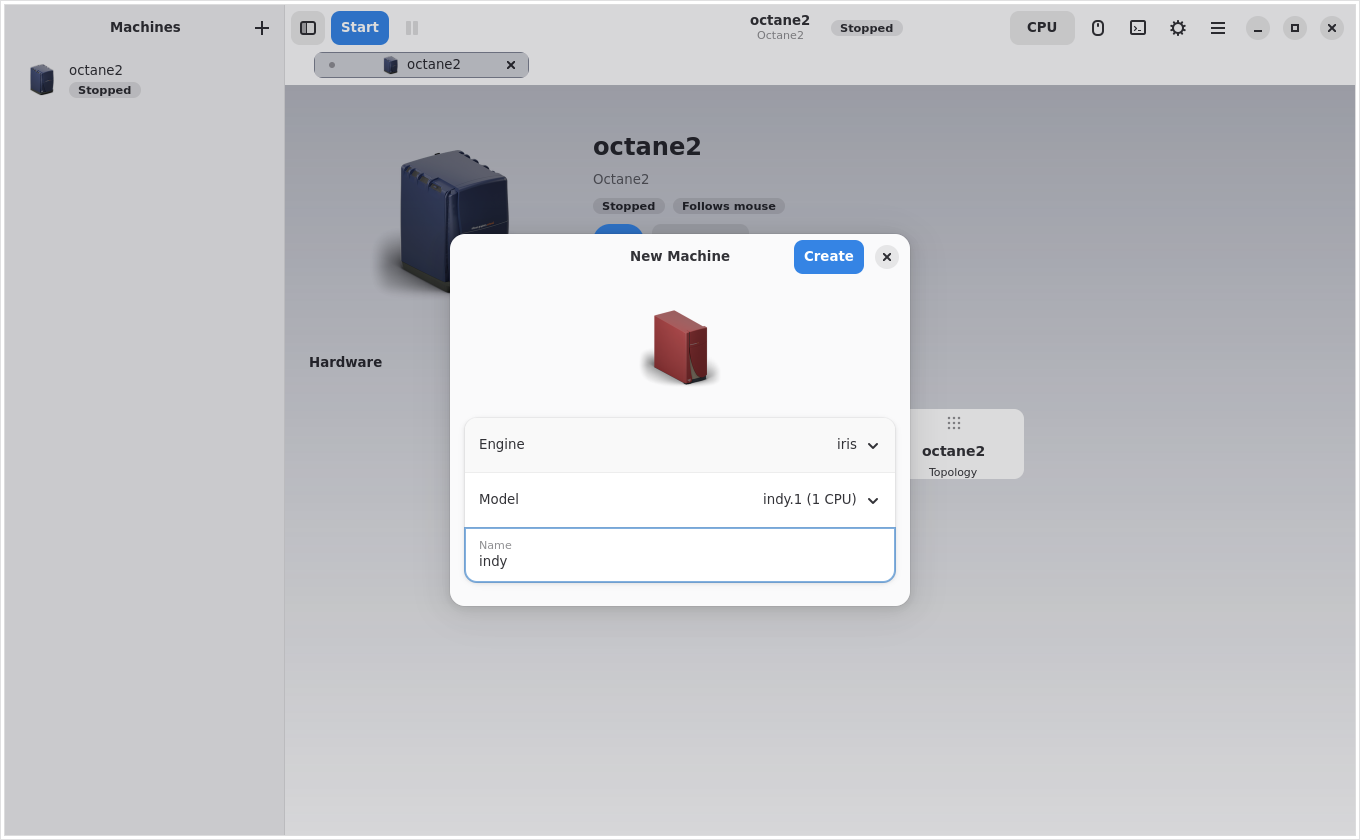 Machines
Start
octane2
Octane2
Stopped
CPU
octane2
Stopped
octane2
octane2
Octane2
Stopped
Follows mouse
New Machine
Create
Hardware
Engine
iris
Model
indy.1 (1 CPU)
Name
indy
octane2
Topology